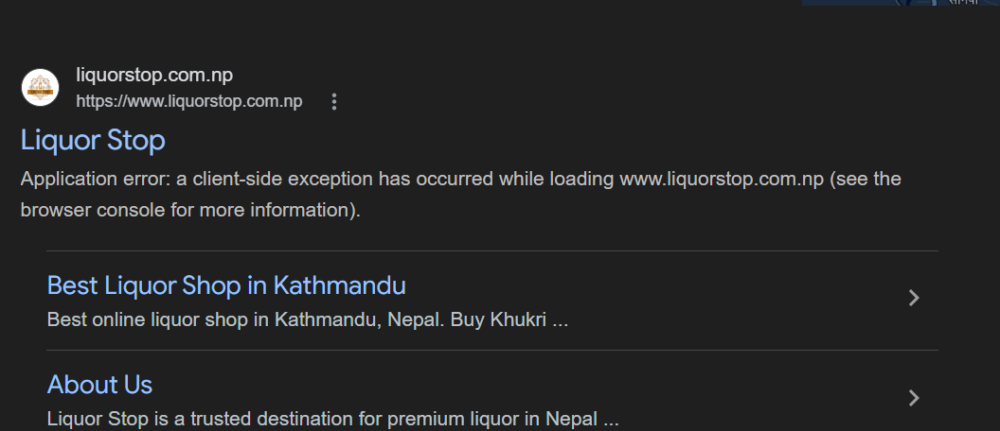 liquorstop.com.np
https://www.liquorstop.com.np
Liquor Stop
Application error: a client-side exception has occurred while loading www.liquorstop.com.np (see the
browser console for more information).
Best Liquor Shop in Kathmandu
Best online liquor shop in Kathmandu, Nepal. Buy Khukri ...
About Us
Liquor Stop is a trusted destination for premium liquor in Nepal ...